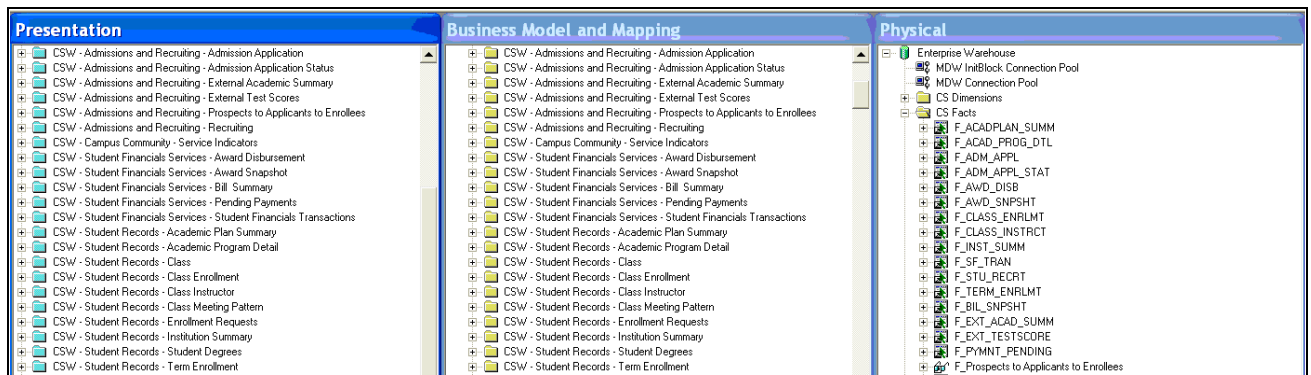 Presentation
CSW - Admissions and Recruiting - Admission Application
CSW - Admissions and Recruiting - Admission Application Status
CSW - Admissions and Recruiting - External Academic Summary
CSW - Admissions and Recruiting - External Test Scores
CSW - Admissions and Recruiting - Prospects to Applicants to Enrollees
CSW - Admissions and Recruiting - Recruiting
CSW - Campus Community - Service Indicators
CSW - Student Financials Services - Award Disbursement
CSW - Student Financials Services - Award Snapshot
CSW - Student Financials Services - Bill Summary
CSW - Student Financials Services - Pending Payments
CSW - Student Financials Services - Student Financials Transactions
CSW - Student Records - Academic Plan Summary
CSW - Student Records - Academic Program Detail
CSW - Student Records - Class
CSW - Student Records - Class Enrollment
CSW - Student Records - Class Instructor
CSW - Student Records - Class Meeting Pattern
CSW - Student Records - Enrollment Requests
CSW - Student Records - Institution Summary
CSW - Student Records - Student Degrees
CSW - Student Records - Term Enrollment
Business Model and Mapping
CSW - Admissions and Recruiting - Admission Application
CSW - Admissions and Recruiting - Admission Application Status
CSW - Admissions and Recruiting - External Academic Summary
CSW - Admissions and Recruiting - External Test Scores
CSW - Admissions and Recruiting - Prospects to Applicants to Enrollees
CSW - Admissions and Recruiting - Recruiting
CSW - Campus Community - Service Indicators
CSW - Student Financials Services - Award Disbursement
CSW - Student Financials Services - Award Snapshot
CSW - Student Financials Services - Bill Summary
CSW - Student Financials Services - Pending Payments
CSW - Student Financials Services - Student Financials Transactions
CSW - Student Records - Academic Plan Summary
CSW - Student Records - Academic Program Detail
CSW - Student Records - Class
CSW - Student Records - Class Enrollment
CSW - Student Records - Class Instructor
CSW - Student Records - Class Meeting Pattern
CSW - Student Records - Enrollment Requests
CSW - Student Records - Institution Summary
CSW - Student Records - Student Degrees
CSW - Student Records - Term Enrollment
Physical
Enterprise Warehouse
MDW InitBlock Connection Pool
MDW Connection Pool
CS Dimensions
CS Facts
F_ACADPLAN_SUMM
F_ACAD_PROG_DTL
F_ADM_APPL
F_ADM_APPL_STAT
F_AWD_DISB
F_AWD_SNPSHT
F_CLASS_ENRLMT
F_CLASS_INSTRCT
F_INST_SUMM
F_SF_TRAN
F_STU_RECRT
F_TERM_ENRLMT
F_BIL_SNPSHT
F_EXT_ACAD_SUMM
F_EXT_TESTSCORE
F_PYMNT_PENDING
F_Prospects to Applicants to Enrollees